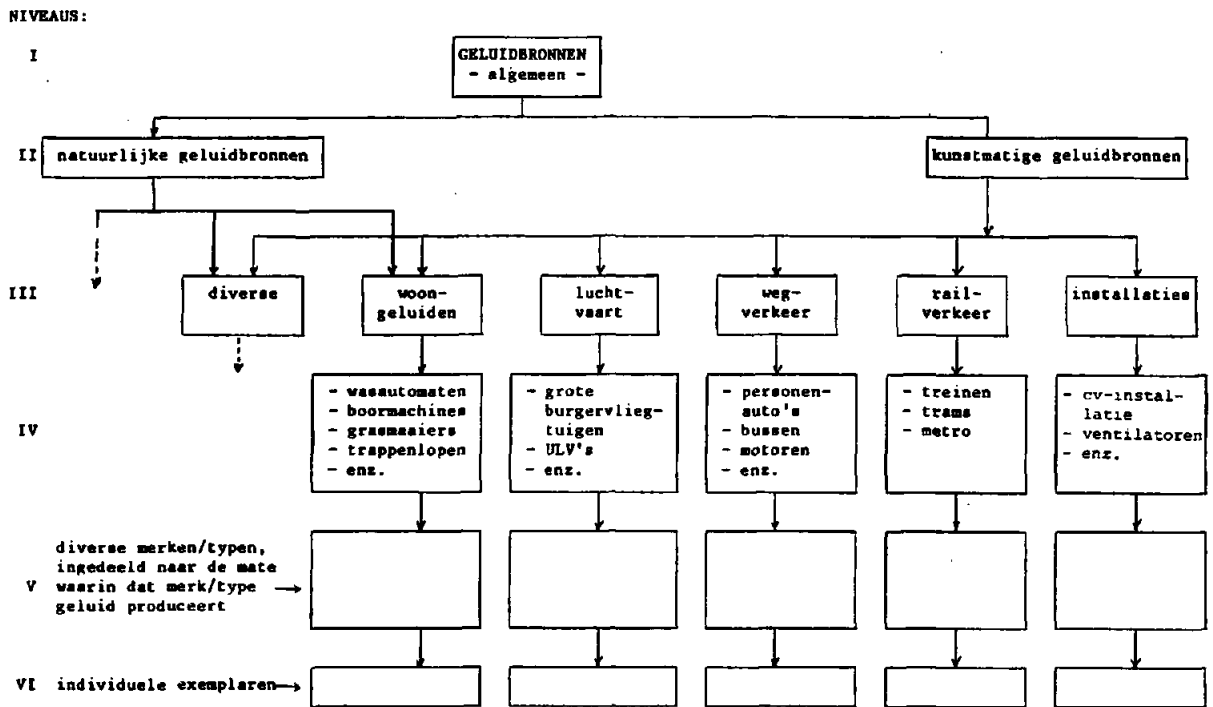 NIVEAUS:
I
GELUIDBRONNEN
- algemeen -
II
natuurlijke geluidbronnen
kunstmatige geluidbronnen
III
diverse
woon-
geluiden
lucht-
vaart
weg-
verkeer
rail-
verkeer
installaties
IV
- wasautomaten
- boormachines
- grasmaaiers
- trappenlopen
- enz.
- grote
burgervlieg-
tuigen
- ULV's
- enz.
- personen-
auto's
- bussen
- motoren
- enz.
- treinen
- trams
- metro
- cv-instal-
latie
- ventilatoren
- enz.
V
diverse merken/typen,
ingedeeld naar de mate
waarin dat merk/type
geluid produceert
VI individuele exemplaren